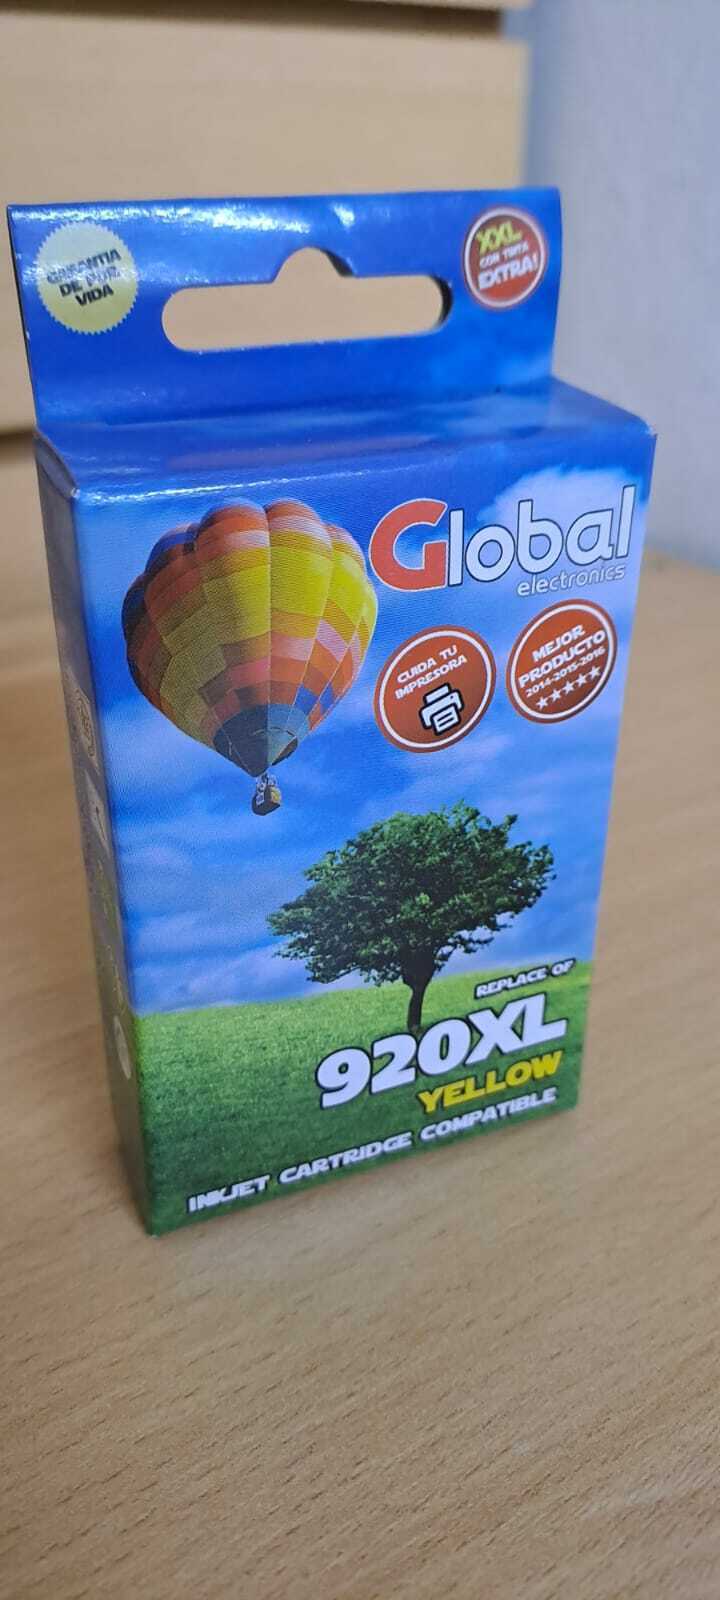 GARANTIA
DE POR
VIDA
XXL
CON TINTA
EXTRA!
Global
electronics
CUIDA TU
IMPRESORA
MEJOR
PRODUCTO
2014-2015-2016
REPLACE OF
920XL
YELLOW
INKJET CARTRIDGE COMPATIBLE